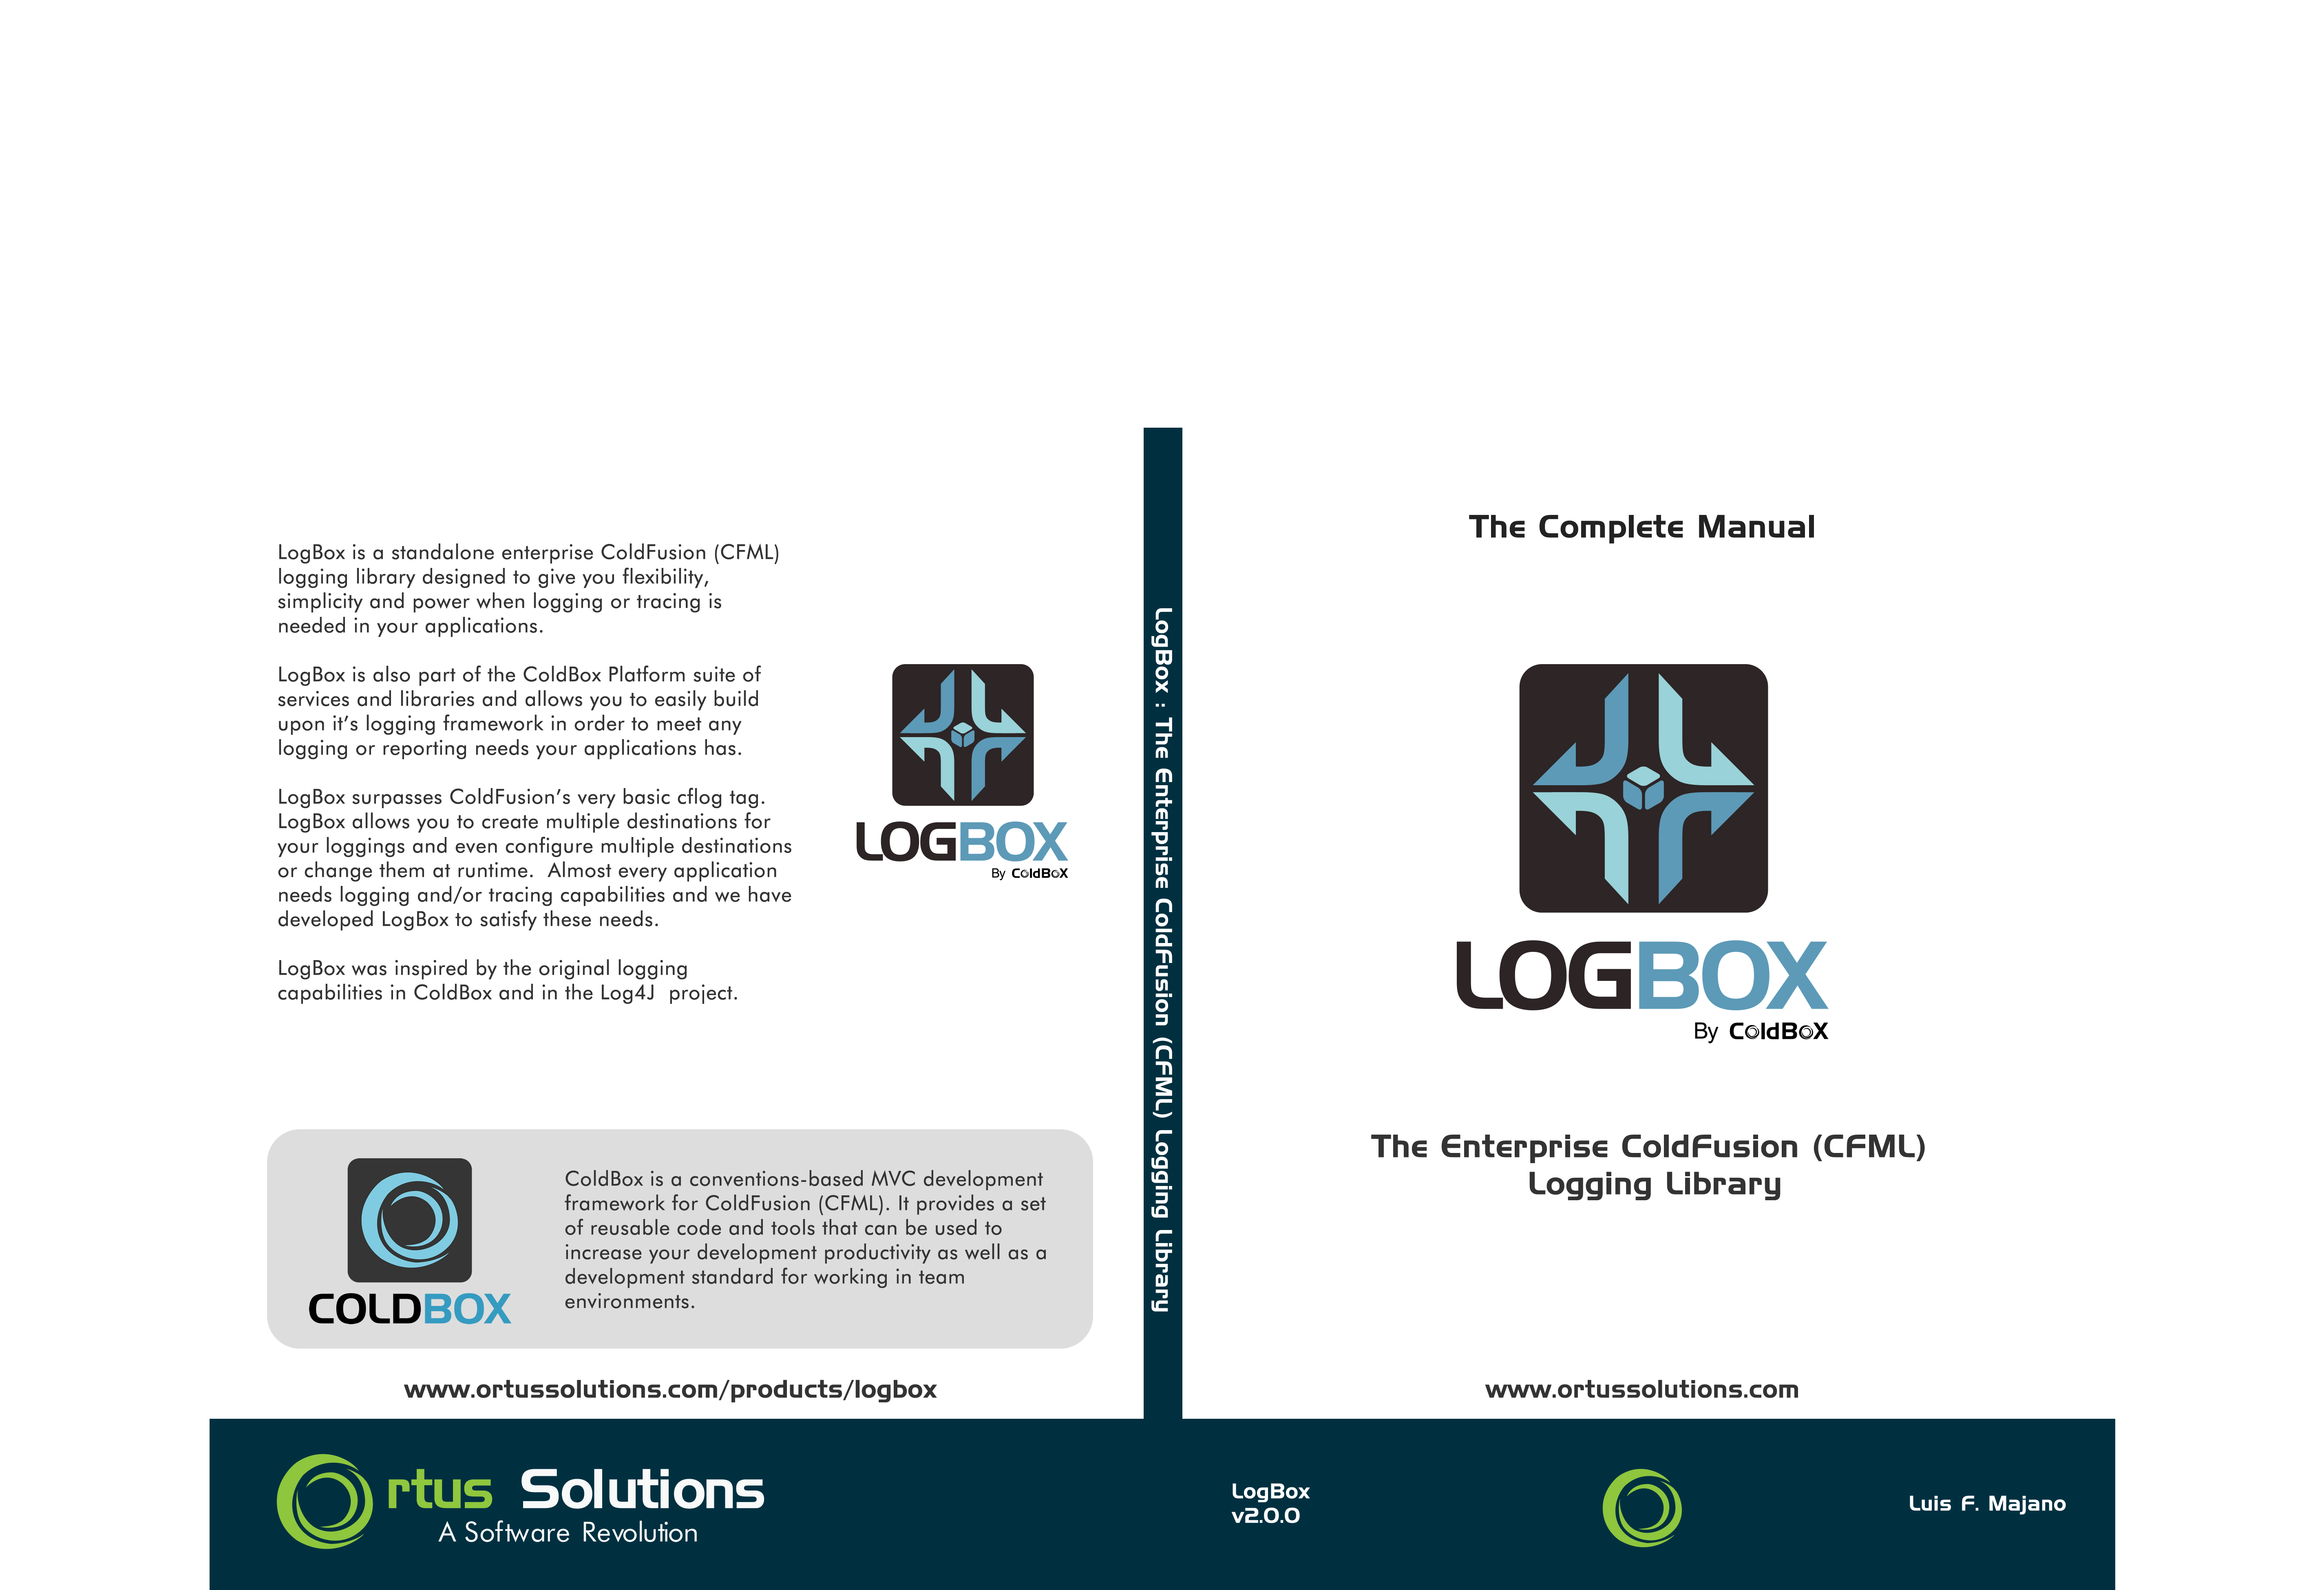 LogBox is a standalone enterprise ColdFusion (CFML)
logging library designed to give you flexibility,
simplicity and power when logging or tracing is
needed in your applications.
LogBox is also part of the ColdBox Platform suite of
services and libraries and allows you to easily build
upon it's logging framework in order to meet any
logging or reporting needs your applications has.
LogBox surpasses ColdFusion's very basic cflog tag.
LogBox allows you to create multiple destinations for
your loggings and even configure multiple destinations
or change them at runtime.  Almost every application
needs logging and/or tracing capabilities and we have
developed LogBox to satisfy these needs.
LogBox was inspired by the original logging
capabilities in ColdBox and in the Log4J  project.
LOGBOX
By ColdBoX
COLDBOX
ColdBox is a conventions-based MVC development
framework for ColdFusion (CFML). It provides a set
of reusable code and tools that can be used to
increase your development productivity as well as a
development standard for working in team
environments.
www.ortussolutions.com/products/logbox
Ortus Solutions
A Software Revolution
LogBox : The Enterprise ColdFusion (CFML) Logging Library
The Complete Manual
LOGBOX
By ColdBoX
The Enterprise ColdFusion (CFML)
Logging Library
www.ortussolutions.com
LogBox
v2.0.0
Luis F. Majano